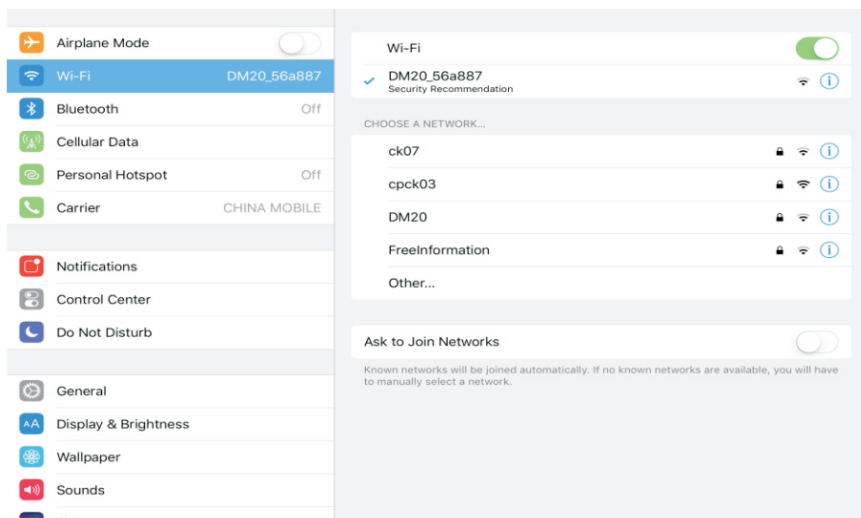 Airplane Mode
Wi-Fi DM20_56a887
Bluetooth Off
Cellular Data
Personal Hotspot Off
Carrier CHINA MOBILE
Notifications
Control Center
Do Not Disturb
General
AA Display & Brightness
Wallpaper
Sounds
Wi-Fi
DM20_56a887
Security Recommendation
CHOOSE A NETWORK...
ck07
cpck03
DM20
FreeInformation
Other...
Ask to Join Networks
Known networks will be joined automatically. If no known networks are available, you will have
to manually select a network.